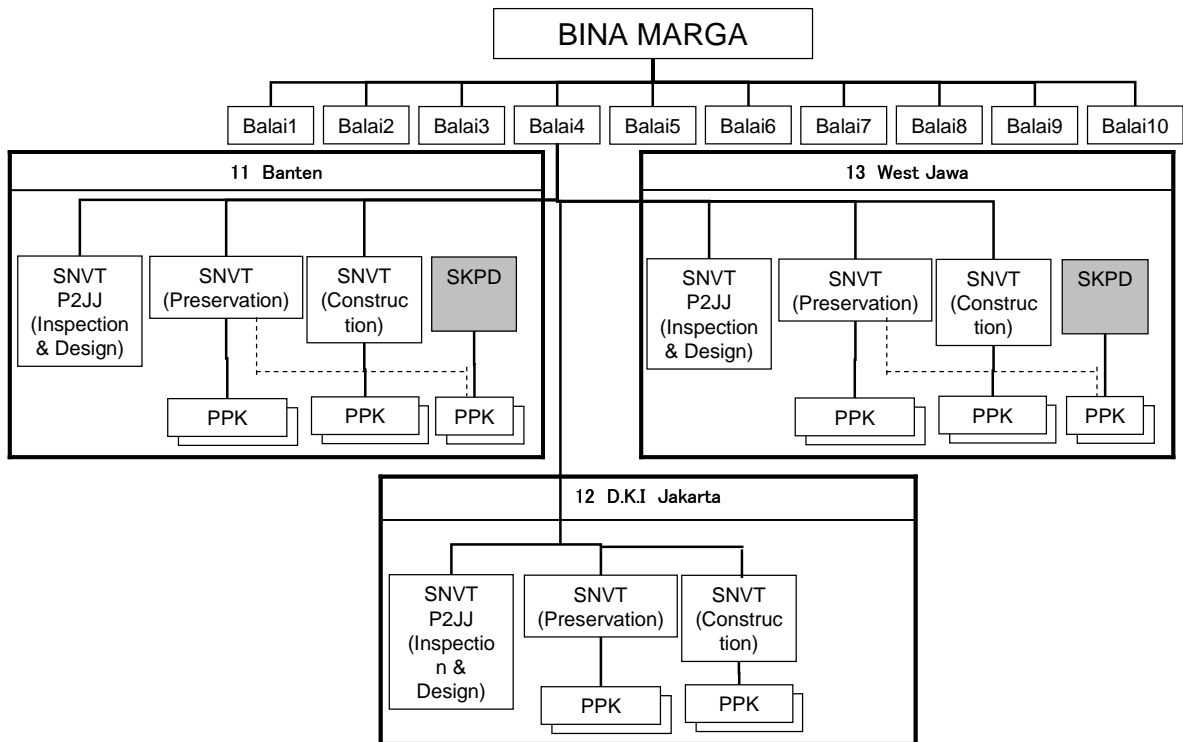 BINA MARGA
Balai1
Balai2
Balai3
Balai4
Balai5
Balai6
Balai7
Balai8
Balai9
Balai10
11 Banten
SNVT
P2JJ
(Inspection
& Design)
SNVT
(Preservation)
SNVT
(Construc
tion)
SKPD
PPK
PPK
PPK
13 West Jawa
SNVT
P2JJ
(Inspection
& Design)
SNVT
(Preservation)
SNVT
(Construc
tion)
SKPD
PPK
PPK
PPK
12 D.K.I Jakarta
SNVT
P2JJ
(Inspectio
n &
Design)
SNVT
(Preservation)
SNVT
(Construc
tion)
PPK
PPK